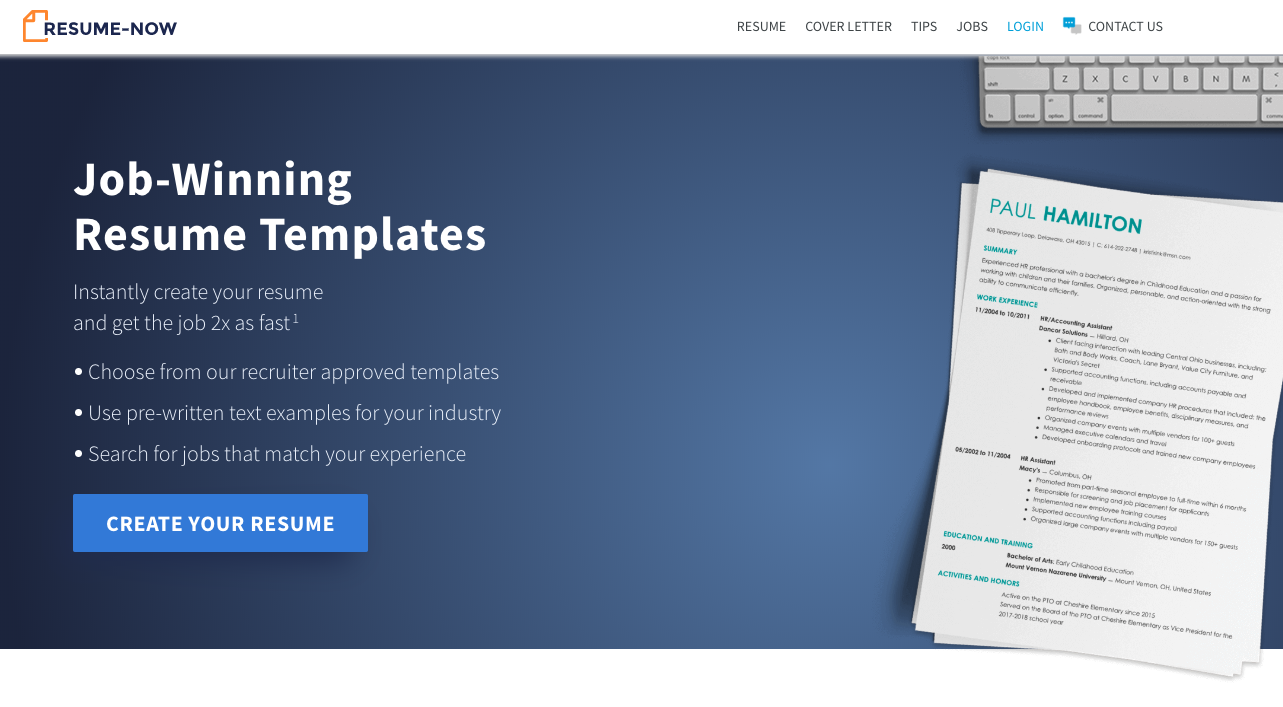 RESUME-NOW
RESUME COVER LETTER TIPS JOBS LOGIN CONTACT US
caps lock
shift Z X C V B N M <
fn control option command
Job-Winning
Resume Templates
Instantly create your resume
and get the job 2x as fast¹
• Choose from our recruiter approved templates
• Use pre-written text examples for your industry
• Search for jobs that match your experience
CREATE YOUR RESUME
PAUL HAMILTON
SUMMARY
Experienced HR professional with a bachelor's degree in Childhood Education and a passion for
working with children and their families. Organized, personable, and action-oriented with the strong
ability to communicate efficiently.
WORK EXPERIENCE
11/2004 to 10/2011 HR/Accounting Assistant
Dancor Solutions – Hilliard, OH
• Client facing interaction with leading Central Ohio businesses, including:
Bath and Body Works, Coach, Lane Bryant, Value City Furniture, and
Victoria's Secret
• Supported accounting functions, including accounts payable and
receivable
• Developed and implemented company HR procedures that included: the
employee handbook, employee benefits, disciplinary measures, and
performance reviews
• Organized company events with multiple vendors for 100+ guests
• Managed executive calendars and travel
• Developed onboarding protocols and trained new company employees
05/2002 to 11/2004 HR Assistant
Macy's – Columbus, OH
• Promoted from part-time seasonal employee to full-time within 6 months
• Responsible for screening and job placement for applicants
• Implemented new employee training courses
• Supported accounting functions including payroll
• Organized large company events with multiple vendors for 150+ guests
EDUCATION AND TRAINING
2000 Bachelor of Arts: Early Childhood Education
Mount Vernon Nazarene University – Mount Vernon, OH, United States
ACTIVITIES AND HONORS
Active on the PTO at Cheshire Elementary since 2015
Served on the Board of the PTO at Cheshire Elementary as Vice President for the
2017-2018 school year